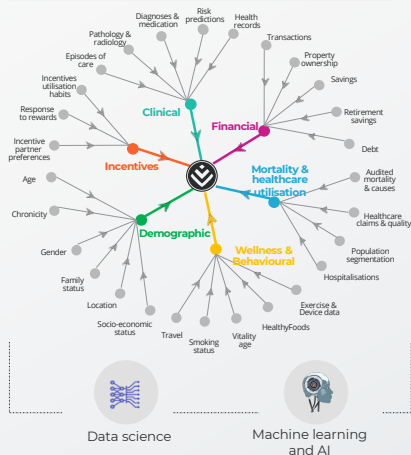 Diagnoses &
medication
Risk
predictions
Health
records
Pathology &
radiology
Transactions
Episodes of
care
Property
ownership
Incentives
utilisation
habits
Savings
Clinical
Response
to rewards
Financial
Retirement
savings
Incentive
partner
preferences
Debt
Incentives
Mortality &
healthcare
utilisation
Age
Audited
mortality
& causes
Chronicity
Healthcare
claims & quality
Demographic
Gender
Wellness &
Behavioural
Population
segmentation
Family
status
Hospitalisations
Location
Exercise &
Device data
Socio-economic
status
Travel
Smoking
status
Vitality
age
HealthyFoods
Data science
Machine learning
and AI